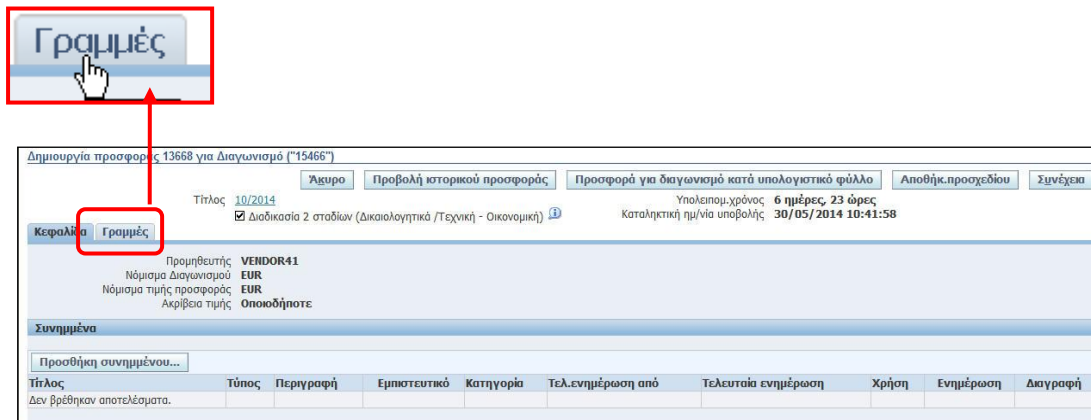 Γραμμές
Δημιουργία προσφοράς 13668 για Διαγωνισμό ("15466")
Άκυρο Προβολή ιστορικού προσφοράς Προσφορά για διαγωνισμό κατά υπολογιστικό φύλλο Αποθήκ.προσχεδίου Συνέχεια
Τίτλος 10/2014 Υπολειπομ.χρόνος 6 ημέρες, 23 ώρες
Διαδικασία 2 σταδίων (Δικαιολογητικά /Τεχνική - Οικονομική) Καταληκτική ημ/νία υποβολής 30/05/2014 10:41:58
Κεφαλίδα Γραμμές
Προμηθευτής VENDOR41
Νόμισμα Διαγωνισμού EUR
Νόμισμα τιμής προσφοράς EUR
Ακρίβεια τιμής Οποιοδήποτε
Συνημμένα
Προσθήκη συνημμένου...
Τίτλος Τύπος Περιγραφή Εμπιστευτικό Κατηγορία Τελ.ενημέρωση από Τελευταία ενημέρωση Χρήση Ενημέρωση Διαγραφή
Δεν βρέθηκαν αποτελέσματα.